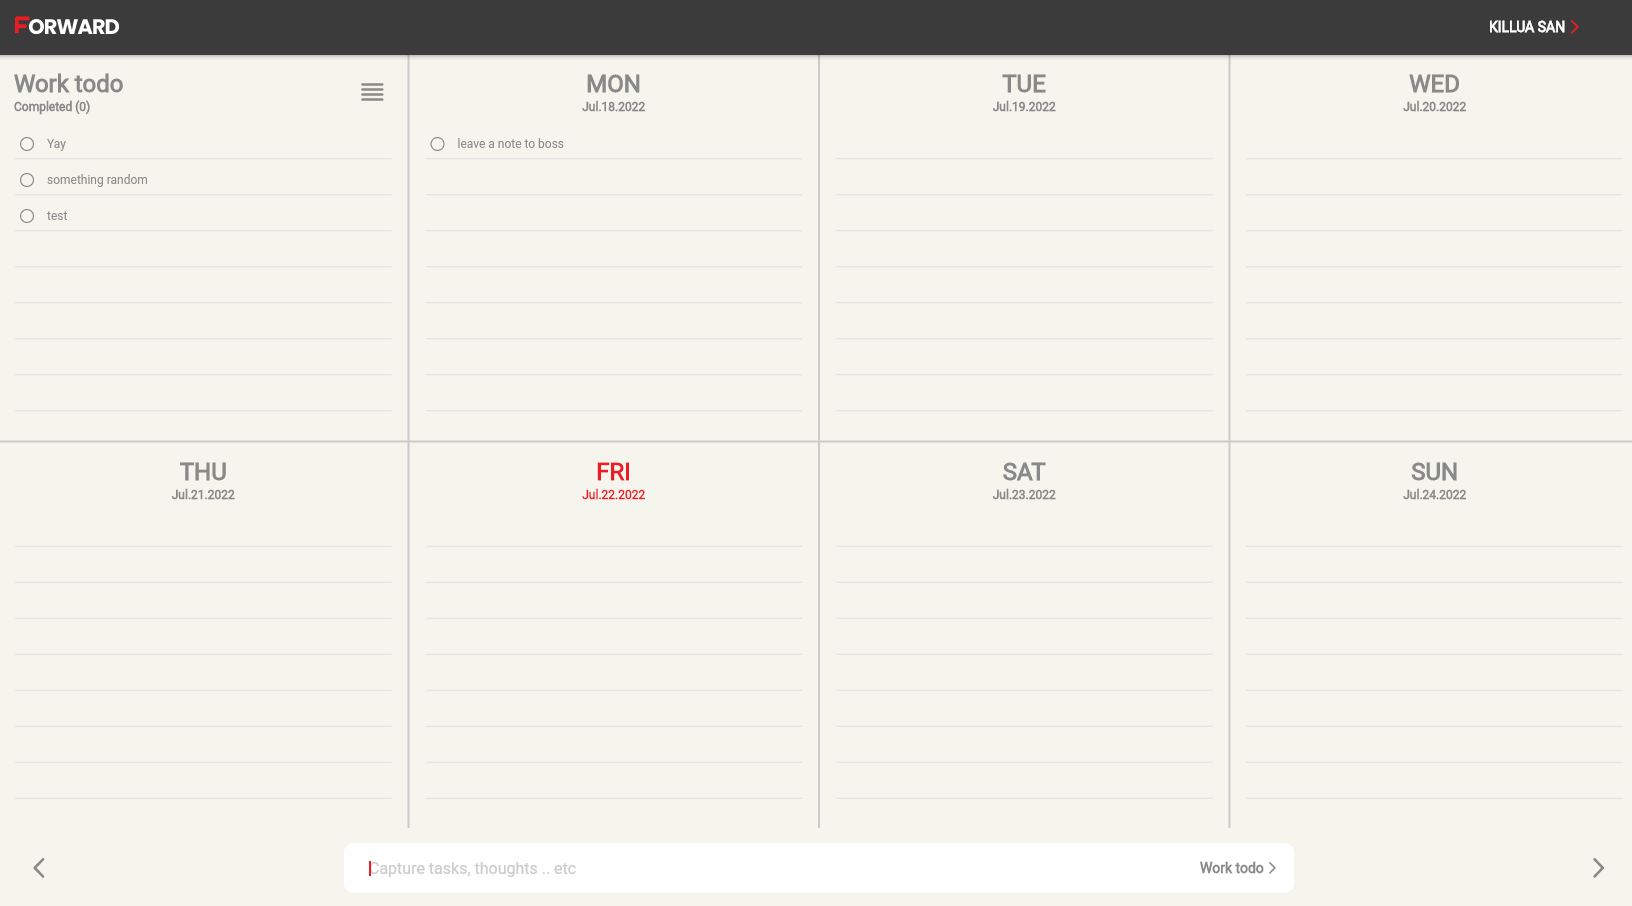 FORWARD
KILLUA SAN
Work todo
Completed (0)
Yay
something random
test
MON
Jul.18.2022
leave a note to boss
TUE
Jul.19.2022
WED
Jul.20.2022
THU
Jul.21.2022
FRI
Jul.22.2022
SAT
Jul.23.2022
SUN
Jul.24.2022
Capture tasks, thoughts .. etc
Work todo